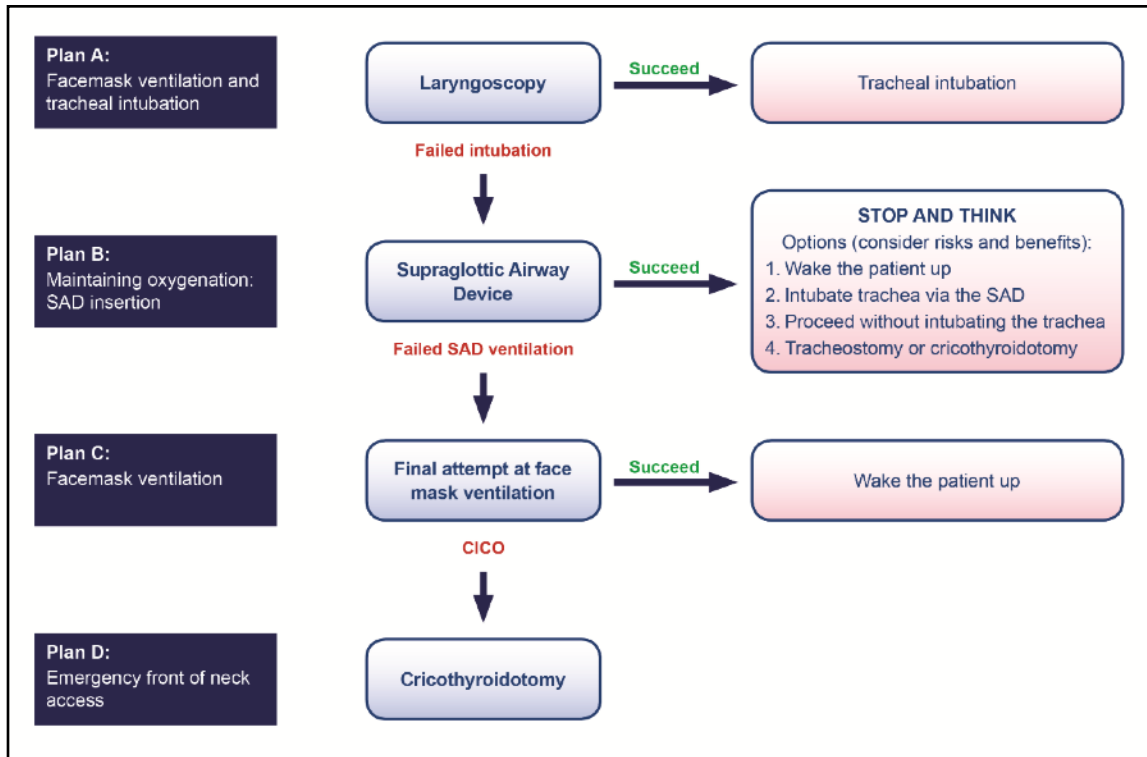 Plan A:
Facemask ventilation and
tracheal intubation
Laryngoscopy
Succeed
Tracheal intubation
Failed intubation
Plan B:
Maintaining oxygenation:
SAD insertion
Supraglottic Airway
Device
Succeed
STOP AND THINK
Options (consider risks and benefits):
1. Wake the patient up
2. Intubate trachea via the SAD
3. Proceed without intubating the trachea
4. Tracheostomy or cricothyroidotomy
Failed SAD ventilation
Plan C:
Facemask ventilation
Final attempt at face
mask ventilation
Succeed
Wake the patient up
CICO
Plan D:
Emergency front of neck
access
Cricothyroidotomy